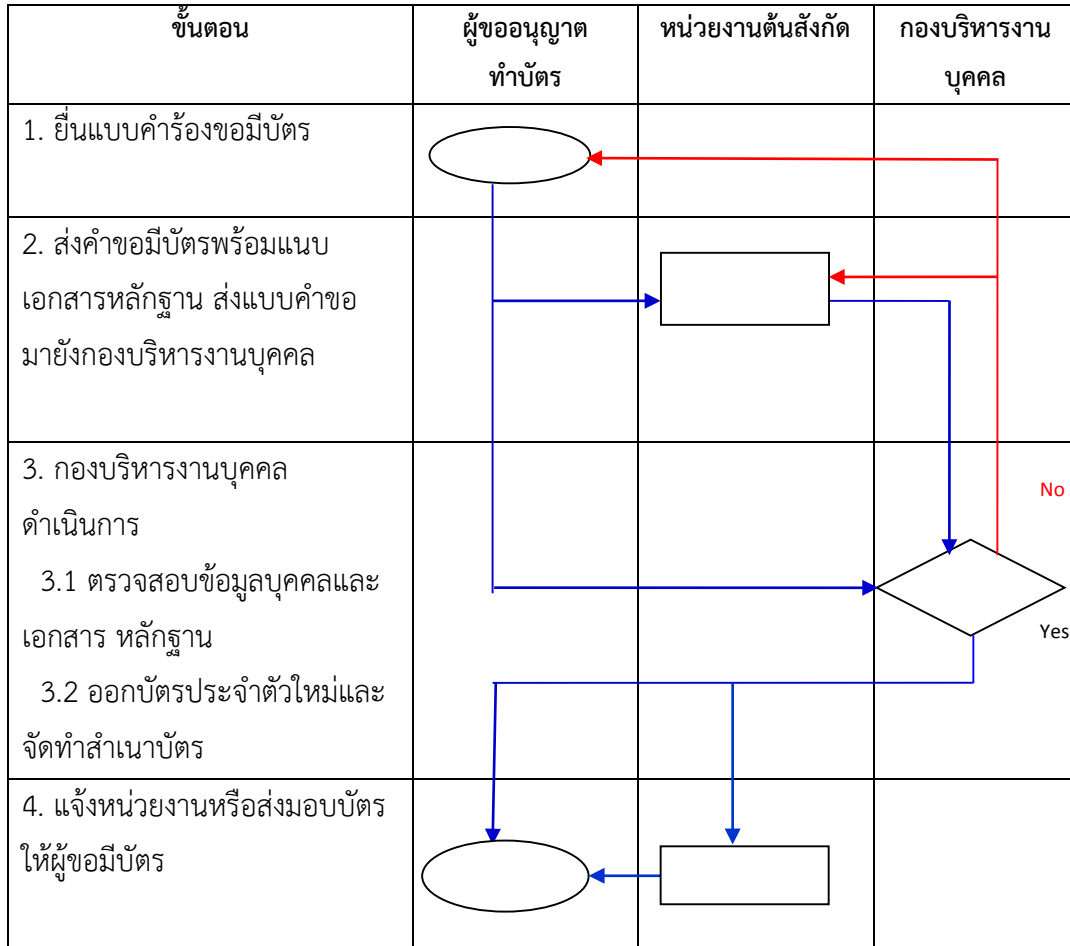 ขั้นตอน
ผู้ขออนุญาต
ทำบัตร
หน่วยงานต้นสังกัด
กองบริหารงาน
บุคคล
1. ยื่นแบบคำร้องขอมีบัตร
2. ส่งคำขอมีบัตรพร้อมแนบ
เอกสารหลักฐาน ส่งแบบคำขอ
มายังกองบริหารงานบุคคล
3. กองบริหารงานบุคคล
ดำเนินการ
3.1 ตรวจสอบข้อมูลบุคคลและ
เอกสาร หลักฐาน
3.2 ออกบัตรประจำตัวใหม่และ
จัดทำสำเนาบัตร
No
Yes
4. แจ้งหน่วยงานหรือส่งมอบบัตร
ให้ผู้ขอมีบัตร